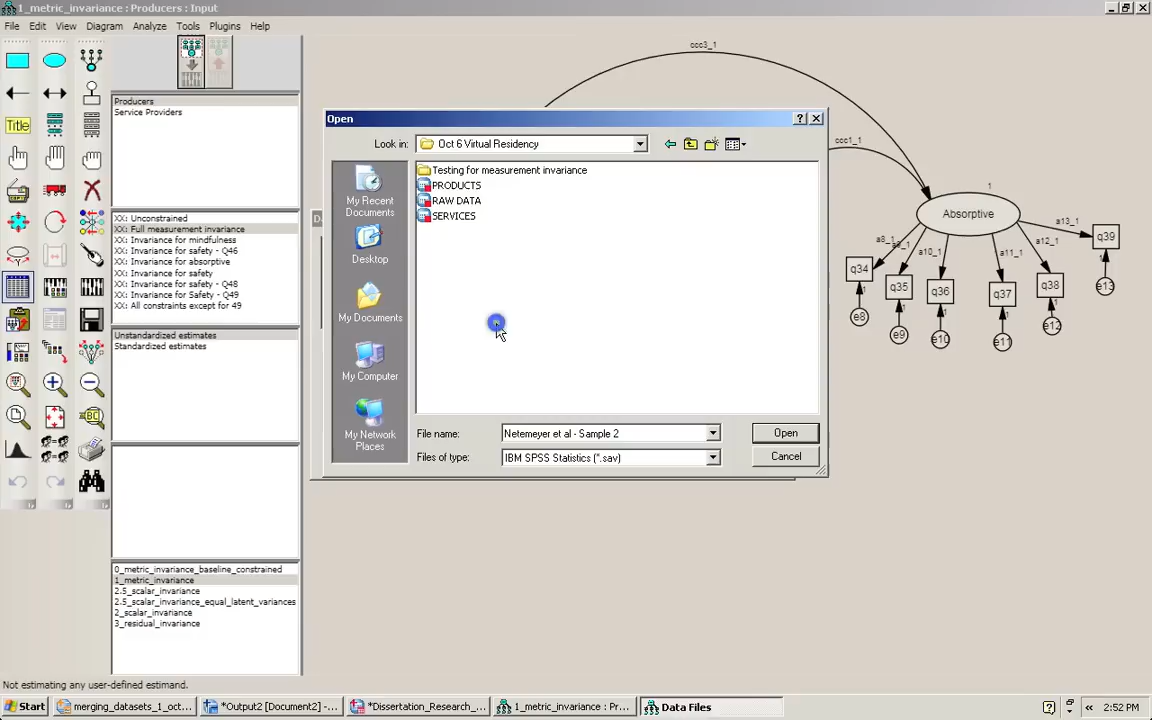 1_metric_invariance : Producers : Input
File Edit View Diagram Analyze Tools Plugins Help
Title
Producers
Service Providers
XX: Unconstrained
XX: Full measurement invariance
XX: Invariance for mindfulness
XX: Invariance for safety - Q46
XX: Invariance for absorptive
XX: Invariance for safety
XX: Invariance for safety - Q48
XX: Invariance for Safety - Q49
XX: All constraints except for 49
Unstandardized estimates
Standardized estimates
0_metric_invariance_baseline_constrained
1_metric_invariance
2.5_scalar_invariance
2.5_scalar_invariance_equal_latent_variances
2_scalar_invariance
3_residual_invariance
ccc3_1
ccc1_1
1
Absorptive
a13_1
a8_1
a10_1
a11_1
a12_1
q34
q35
q36
q37
q38
q39
e8
e9
e10
e11
e12
e13
Open
Look in: Oct 6 Virtual Residency
My Recent
Documents
Desktop
My Documents
My Computer
My Network
Places
Testing for measurement invariance
PRODUCTS
RAW DATA
SERVICES
File name: Netemeyer et al - Sample 2 Open
Files of type: IBM SPSS Statistics (*.sav) Cancel
Not estimating any user-defined estimand.
Start merging_datasets_1_oct... *Output2 [Document2] -... *Dissertation_Research_... 1_metric_invariance : Pr... Data Files 2:52 PM